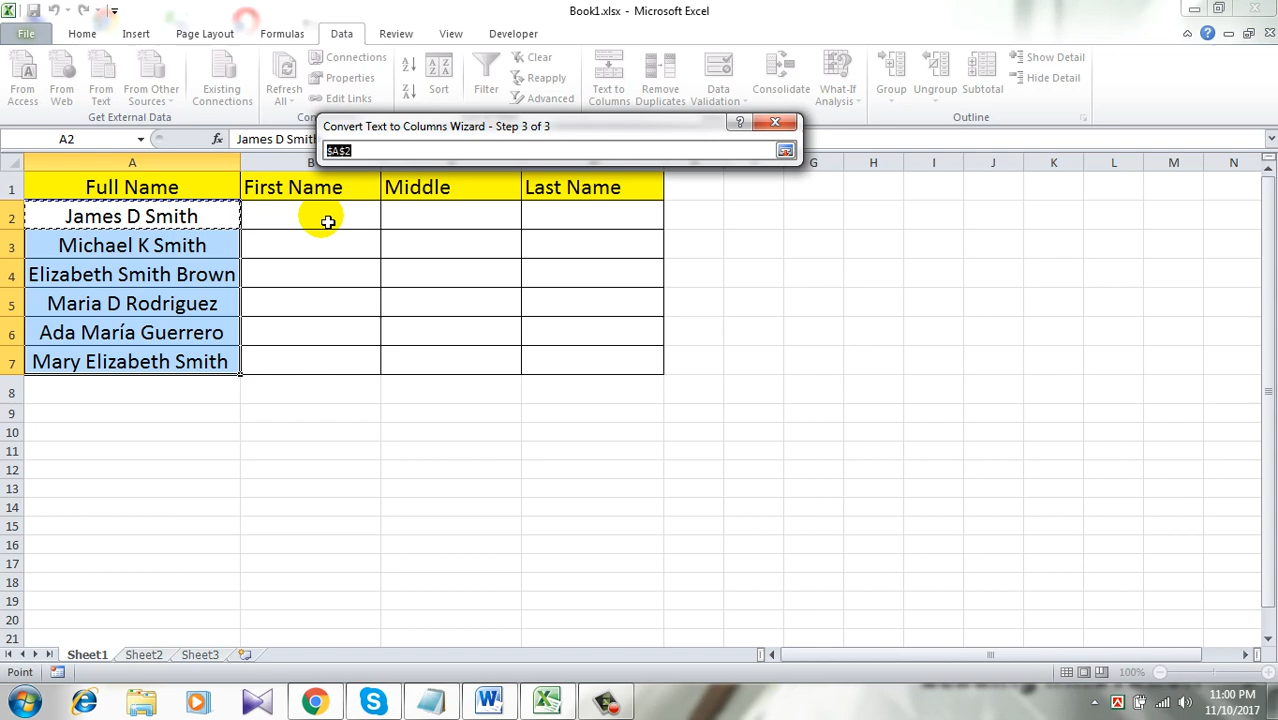 Book1.xlsx - Microsoft Excel
File Home Insert Page Layout Formulas Data Review View Developer
From Access
From Web
From Text
From Other Sources
Existing Connections
Refresh All
Connections
Properties
Edit Links
Sort
Filter
Clear
Reapply
Advanced
Text to Columns
Remove Duplicates
Data Validation
Consolidate
What-If Analysis
Group
Ungroup
Subtotal
Show Detail
Hide Detail
Get External Data
Outline
Convert Text to Columns Wizard - Step 3 of 3
$A$2
A2 fx James D Smith
A B G H I J K L M N
1 Full Name First Name Middle Last Name
2 James D Smith
3 Michael K Smith
4 Elizabeth Smith Brown
5 Maria D Rodriguez
6 Ada María Guerrero
7 Mary Elizabeth Smith
8
9
10
11
12
13
14
15
16
17
18
19
20
21
Sheet1 Sheet2 Sheet3
Point 100%
11:00 PM
11/10/2017